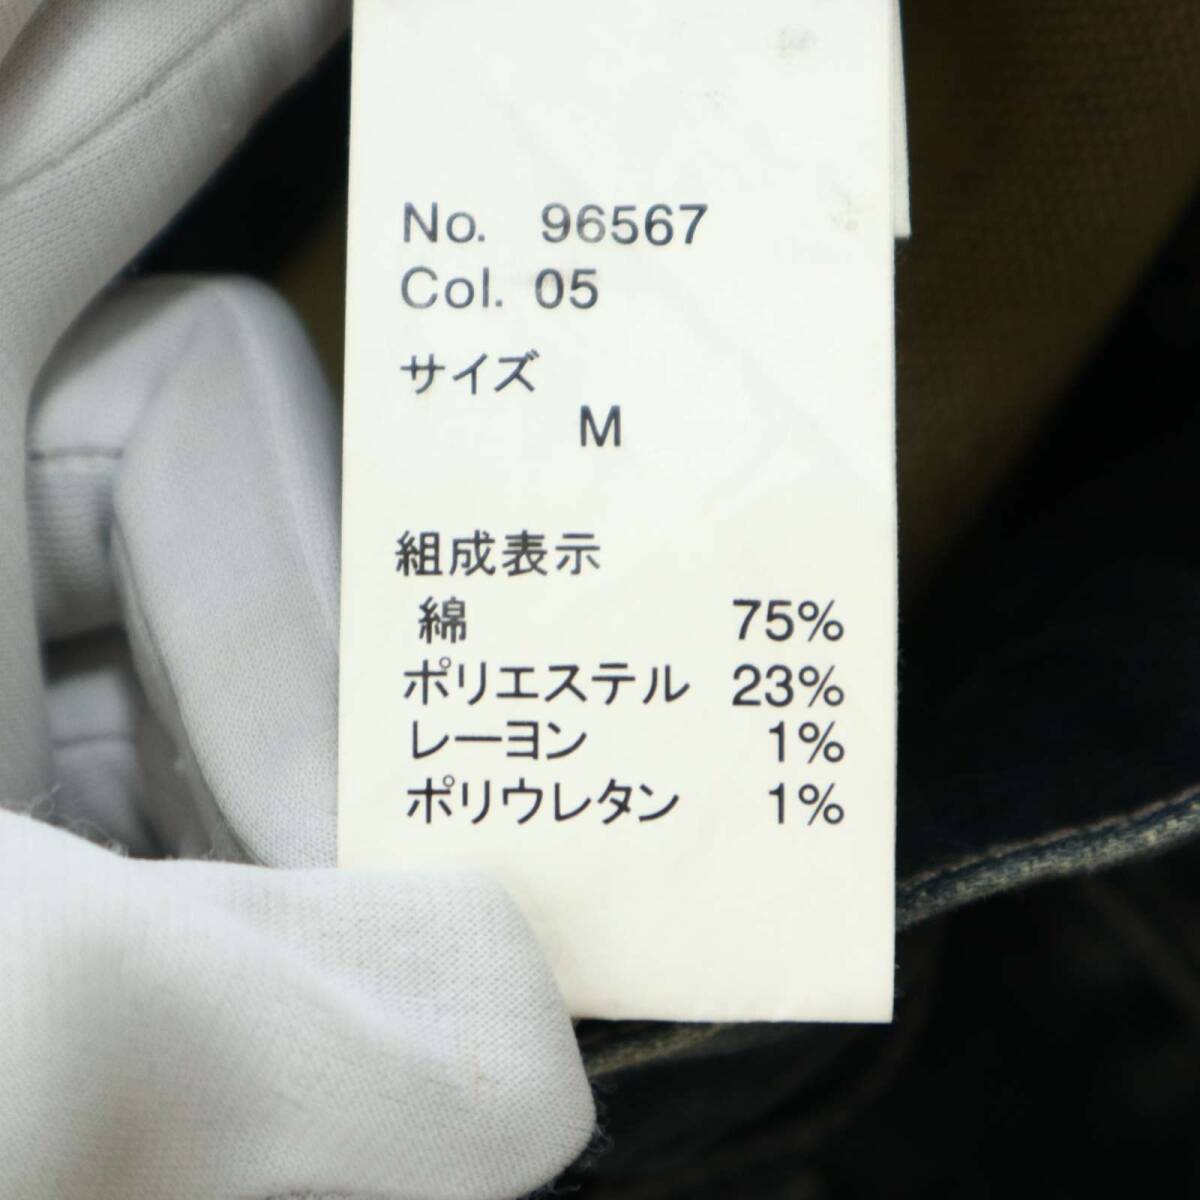 No. 96567
Col. 05
サイズ
M
組成表示
綿 75%
ポリエステル 23%
レーヨン 1%
ポリウレタン 1%